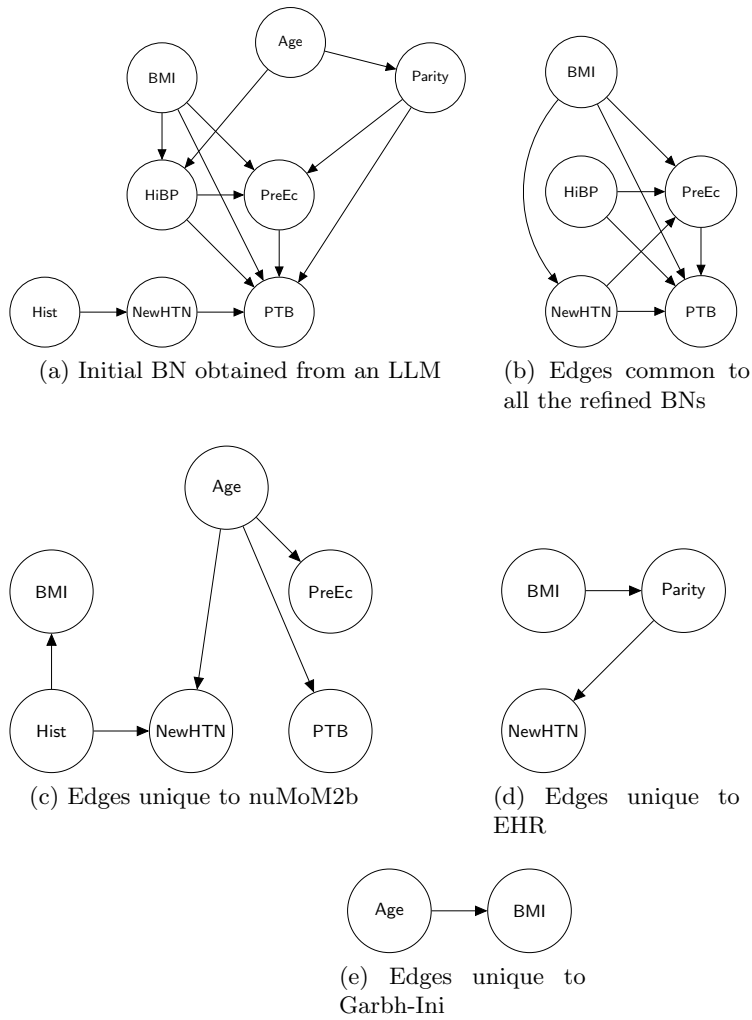 Age
BMI
Parity
HiBP
PreEc
Hist
NewHTN
PTB
(a) Initial BN obtained from an LLM
BMI
HiBP
PreEc
NewHTN
PTB
(b) Edges common to
all the refined BNs
Age
BMI
PreEc
Hist
NewHTN
PTB
(c) Edges unique to nuMoM2b
BMI
Parity
NewHTN
(d) Edges unique to
EHR
Age
BMI
(e) Edges unique to
Garbh-Ini